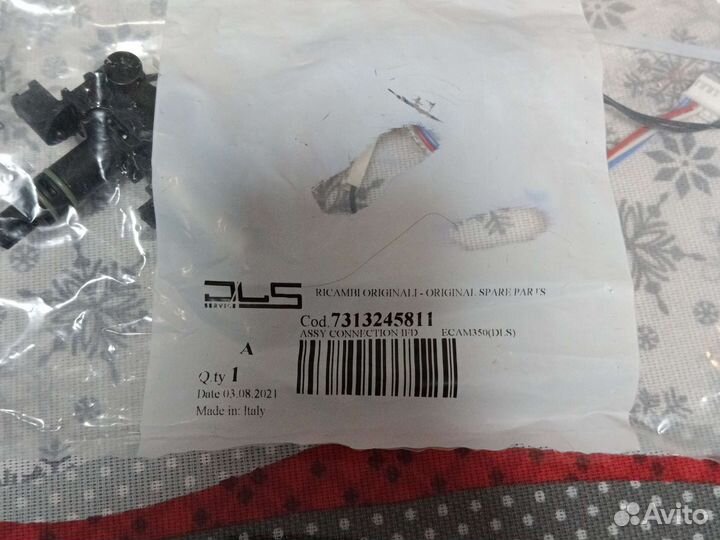 DLS SERVICE
RICAMBI ORIGINALI - ORIGINAL SPARE PARTS
Cod. 7313245811
ASSY CONNECTION IFD ECAM350(DLS)
A
Q.ty 1
Date 03.08.2021
Made in: Italy
Avito